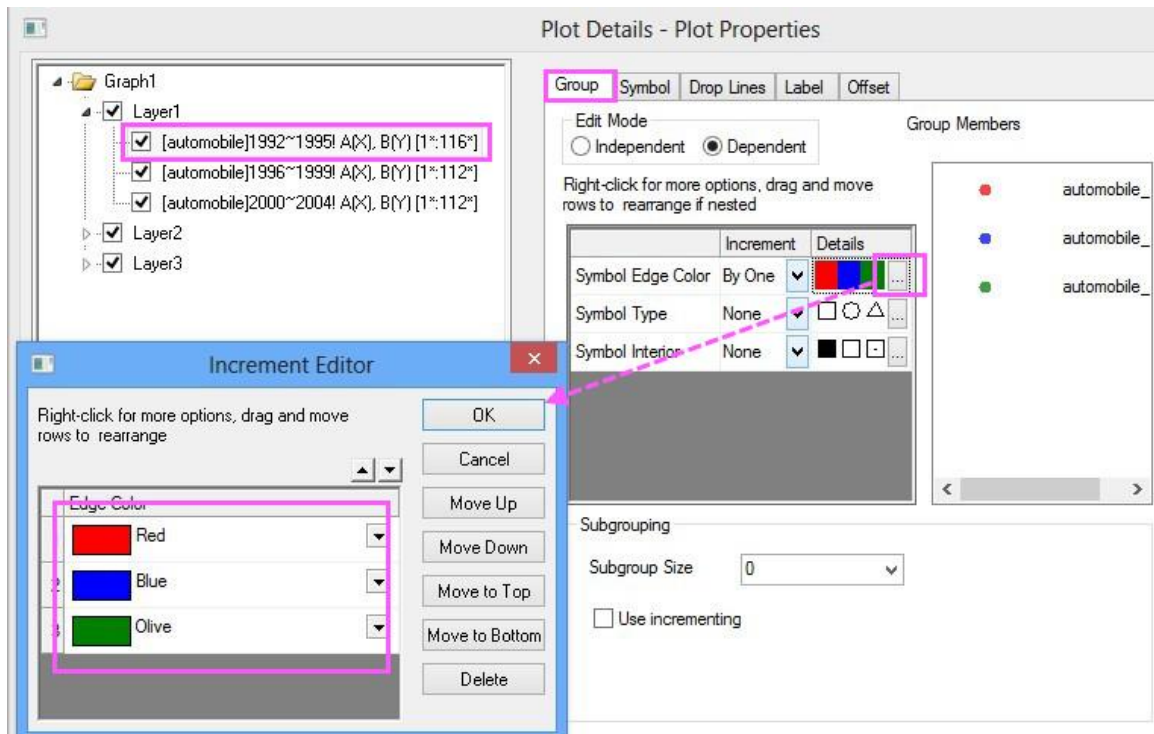 Plot Details - Plot Properties
Graph1
Layer1
[automobile]1992~1995! A(X), B(Y) [1*:116*]
[automobile]1996~1999! A(X), B(Y) [1*:112*]
[automobile]2000~2004! A(X), B(Y) [1*:112*]
Layer2
Layer3
Group Symbol Drop Lines Label Offset
Edit Mode
Independent Dependent
Group Members
Right-click for more options, drag and move
rows to rearrange if nested
Increment Details
Symbol Edge Color By One ...
Symbol Type None ...
Symbol Interior None ...
automobile_
automobile_
automobile_
Subgrouping
Subgroup Size 0
Use incrementing
Increment Editor
Right-click for more options, drag and move
rows to rearrange
Edge Color
Red
2 Blue
3 Olive
OK
Cancel
Move Up
Move Down
Move to Top
Move to Bottom
Delete